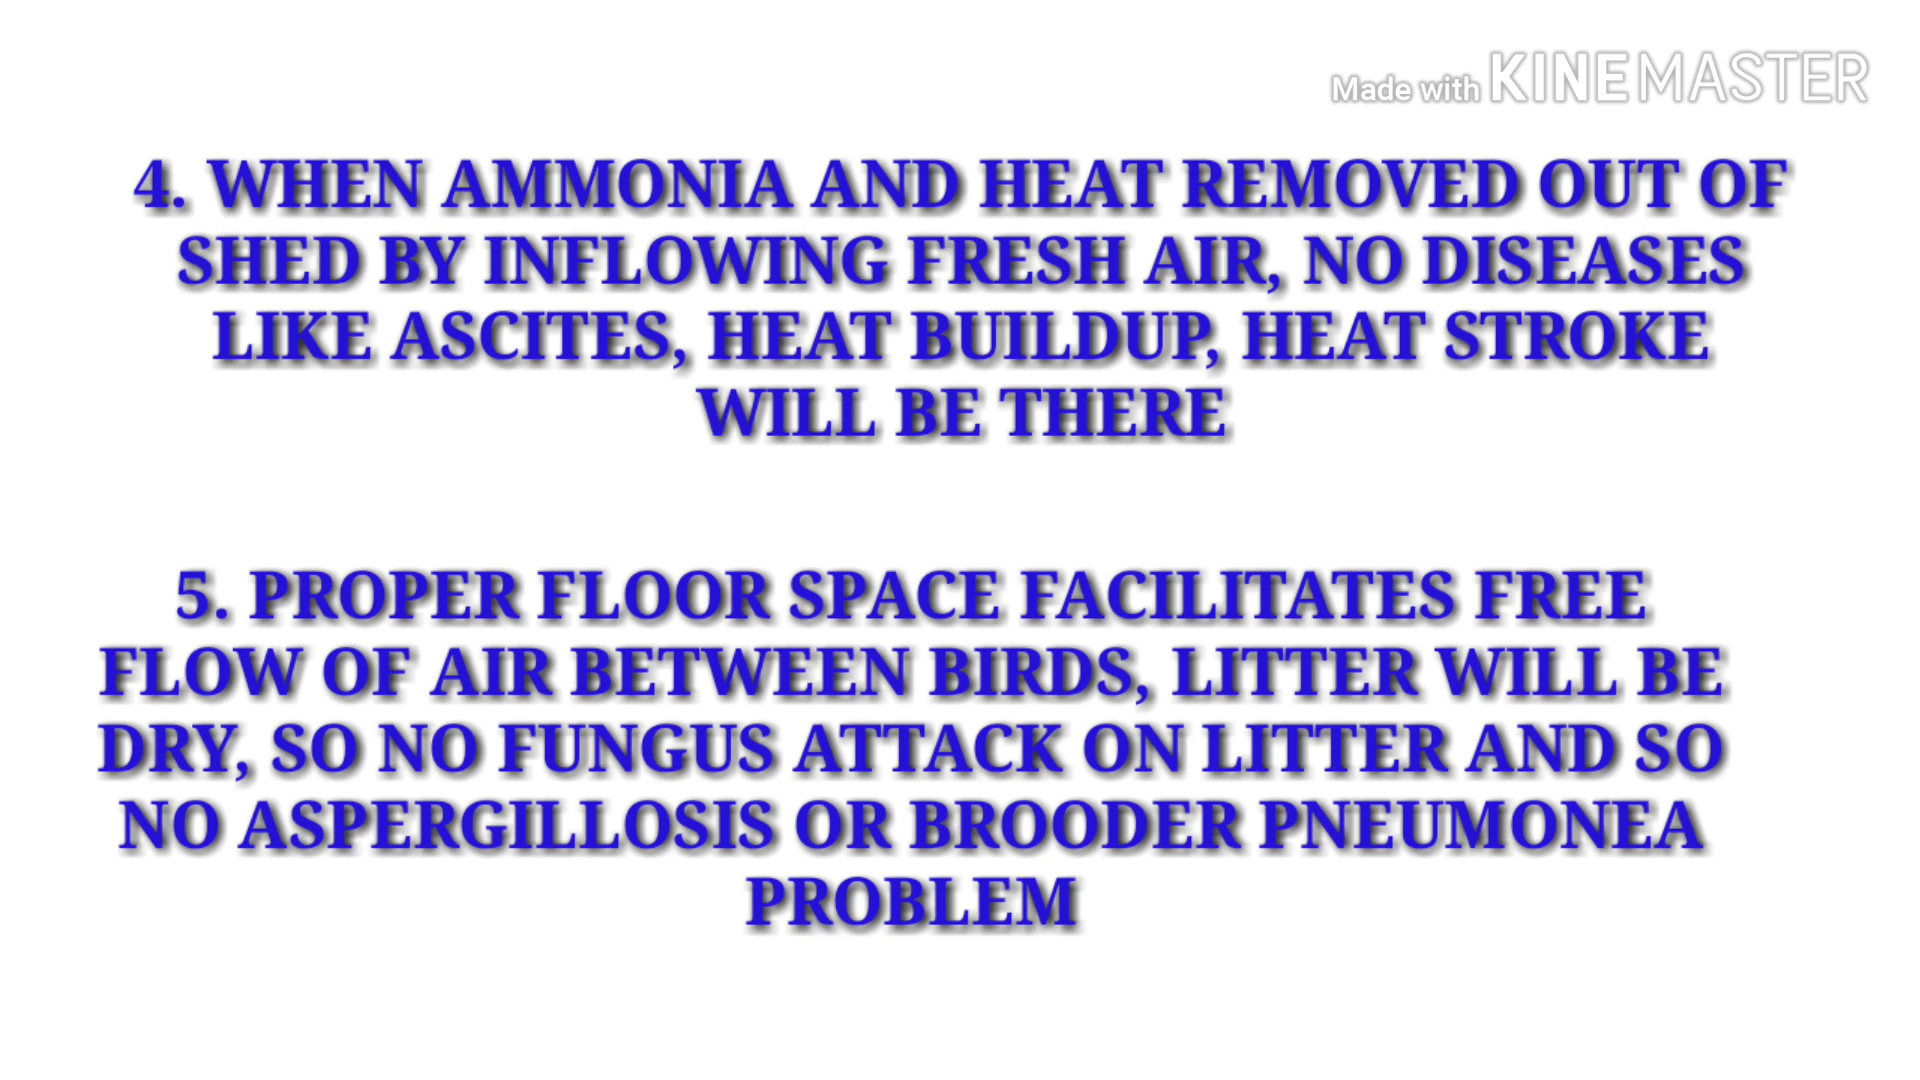 Made with KINEMASTER
4. WHEN AMMONIA AND HEAT REMOVED OUT OF
SHED BY INFLOWING FRESH AIR, NO DISEASES
LIKE ASCITES, HEAT BUILDUP, HEAT STROKE
WILL BE THERE
5. PROPER FLOOR SPACE FACILITATES FREE
FLOW OF AIR BETWEEN BIRDS, LITTER WILL BE
DRY, SO NO FUNGUS ATTACK ON LITTER AND SO
NO ASPERGILLOSIS OR BROODER PNEUMONEA
PROBLEM